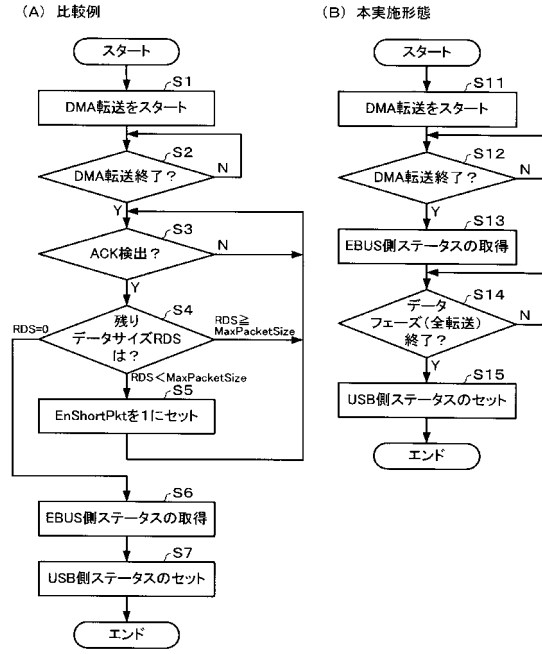 (A) 比較例
スタート
S1
DMA転送をスタート
S2
DMA転送終了？
N
Y
S3
ACK検出？
N
Y
S4
RDS=0
残り
データサイズRDS
は？
RDS≧
MaxPacketSize
RDS<MaxPacketSize
S5
EnShortPktを1にセット
S6
EBUS側ステータスの取得
S7
USB側ステータスのセット
エンド
(B) 本実施形態
スタート
S11
DMA転送をスタート
S12
DMA転送終了？
N
Y
S13
EBUS側ステータスの取得
S14
データ
フェーズ(全転送)
終了？
N
Y
S15
USB側ステータスのセット
エンド